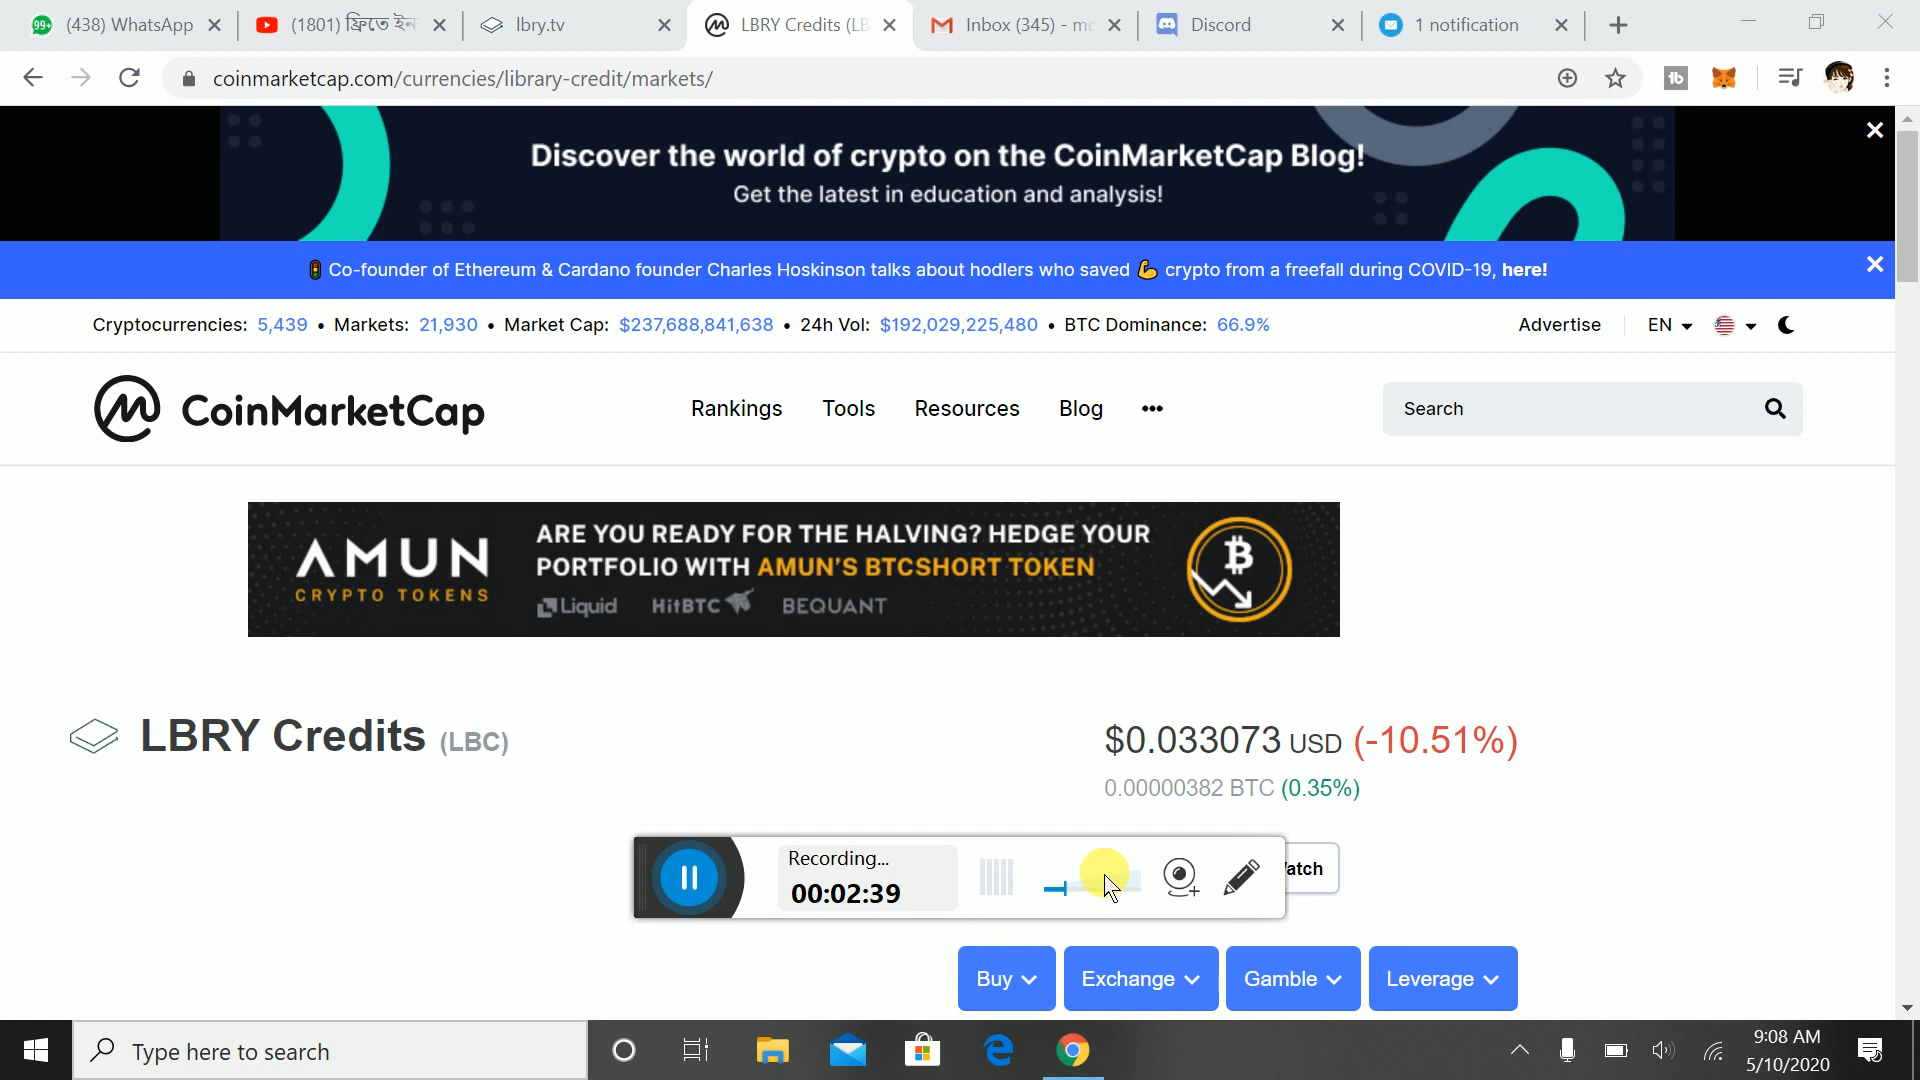 99+ (438) WhatsApp
(1801) ফ্রিতে ইন
lbry.tv
LBRY Credits (LB
Inbox (345) - mo
Discord
1 notification
coinmarketcap.com/currencies/library-credit/markets/
Discover the world of crypto on the CoinMarketCap Blog!
Get the latest in education and analysis!
Co-founder of Ethereum & Cardano founder Charles Hoskinson talks about hodlers who saved 💪 crypto from a freefall during COVID-19, here!
Cryptocurrencies: 5,439 • Markets: 21,930 • Market Cap: $237,688,841,638 • 24h Vol: $192,029,225,480 • BTC Dominance: 66.9%
Advertise
EN
CoinMarketCap
Rankings
Tools
Resources
Blog
•••
Search
AMUN
CRYPTO TOKENS
ARE YOU READY FOR THE HALVING? HEDGE YOUR
PORTFOLIO WITH AMUN'S BTCSHORT TOKEN
Liquid HitBTC BEQUANT
LBRY Credits (LBC)
$0.033073 USD (-10.51%)
0.00000382 BTC (0.35%)
Recording...
00:02:39
atch
Buy
Exchange
Gamble
Leverage
Type here to search
9:08 AM
5/10/2020